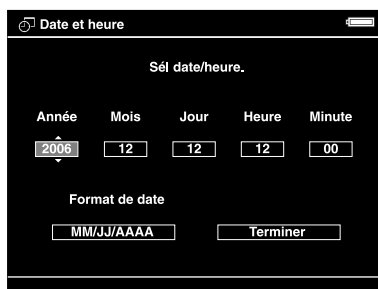 Date et heure
Sél date/heure.
Année Mois Jour Heure Minute
2006 12 12 12 00
Format de date
MM/JJ/AAAA Terminer